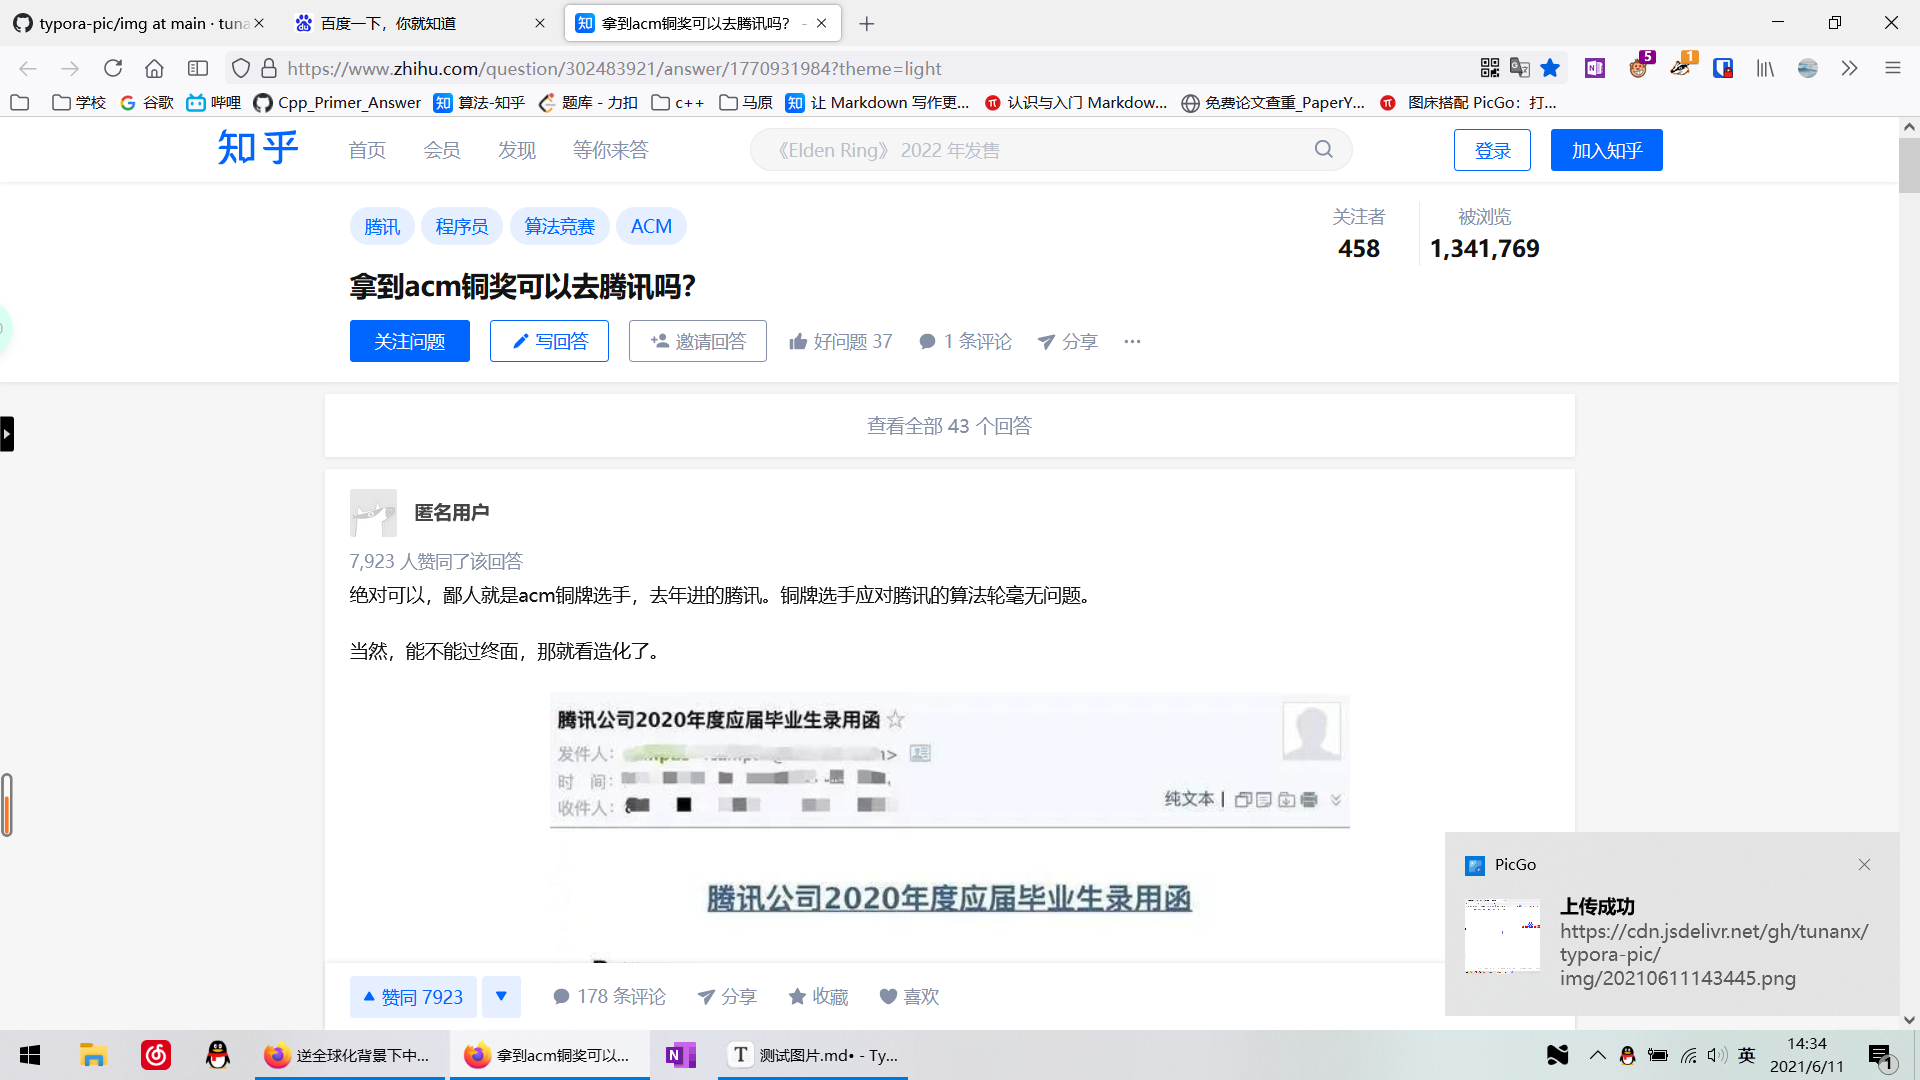 typora-pic/img at main · tuna
百度一下，你就知道
拿到acm铜奖可以去腾讯吗？ -
https://www.zhihu.com/question/302483921/answer/1770931984?theme=light
5
1
学校
谷歌
哔哩
Cpp_Primer_Answer
算法-知乎
题库 - 力扣
c++
马原
让 Markdown 写作更...
认识与入门 Markdow...
免费论文查重_PaperY...
图床搭配 PicGo：打...
知乎
首页
会员
发现
等你来答
《Elden Ring》 2022 年发售
登录
加入知乎
腾讯
程序员
算法竞赛
ACM
关注者
458
被浏览
1,341,769
拿到acm铜奖可以去腾讯吗？
关注问题
写回答
邀请回答
好问题 37
1 条评论
分享
查看全部 43 个回答
匿名用户
7,923 人赞同了该回答
绝对可以，鄙人就是acm铜牌选手，去年进的腾讯。铜牌选手应对腾讯的算法轮毫无问题。
当然，能不能过终面，那就看造化了。
腾讯公司2020年度应届毕业生录用函
发件人：
时 间：
收件人：
纯文本 |
腾讯公司2020年度应届毕业生录用函
PicGo
上传成功
https://cdn.jsdelivr.net/gh/tunanx/
typora-pic/
img/20210611143445.png
赞同 7923
178 条评论
分享
收藏
喜欢
逆全球化背景下中...
拿到acm铜奖可以...
测试图片.md• - Ty...
英
14:34
2021/6/11
1